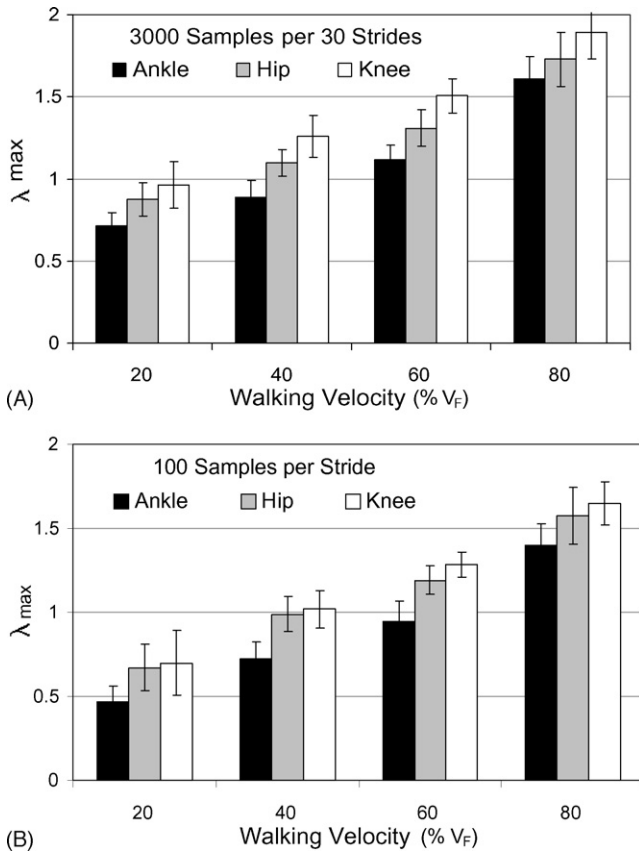 2
3000 Samples per 30 Strides
Ankle Hip Knee
1.5
λ max
1
0.5
0
20 40 60 80
(A) Walking Velocity (% VF)
2
100 Samples per Stride
Ankle Hip Knee
1.5
λmax
1
0.5
0
20 40 60 80
(B) Walking Velocity (% VF)